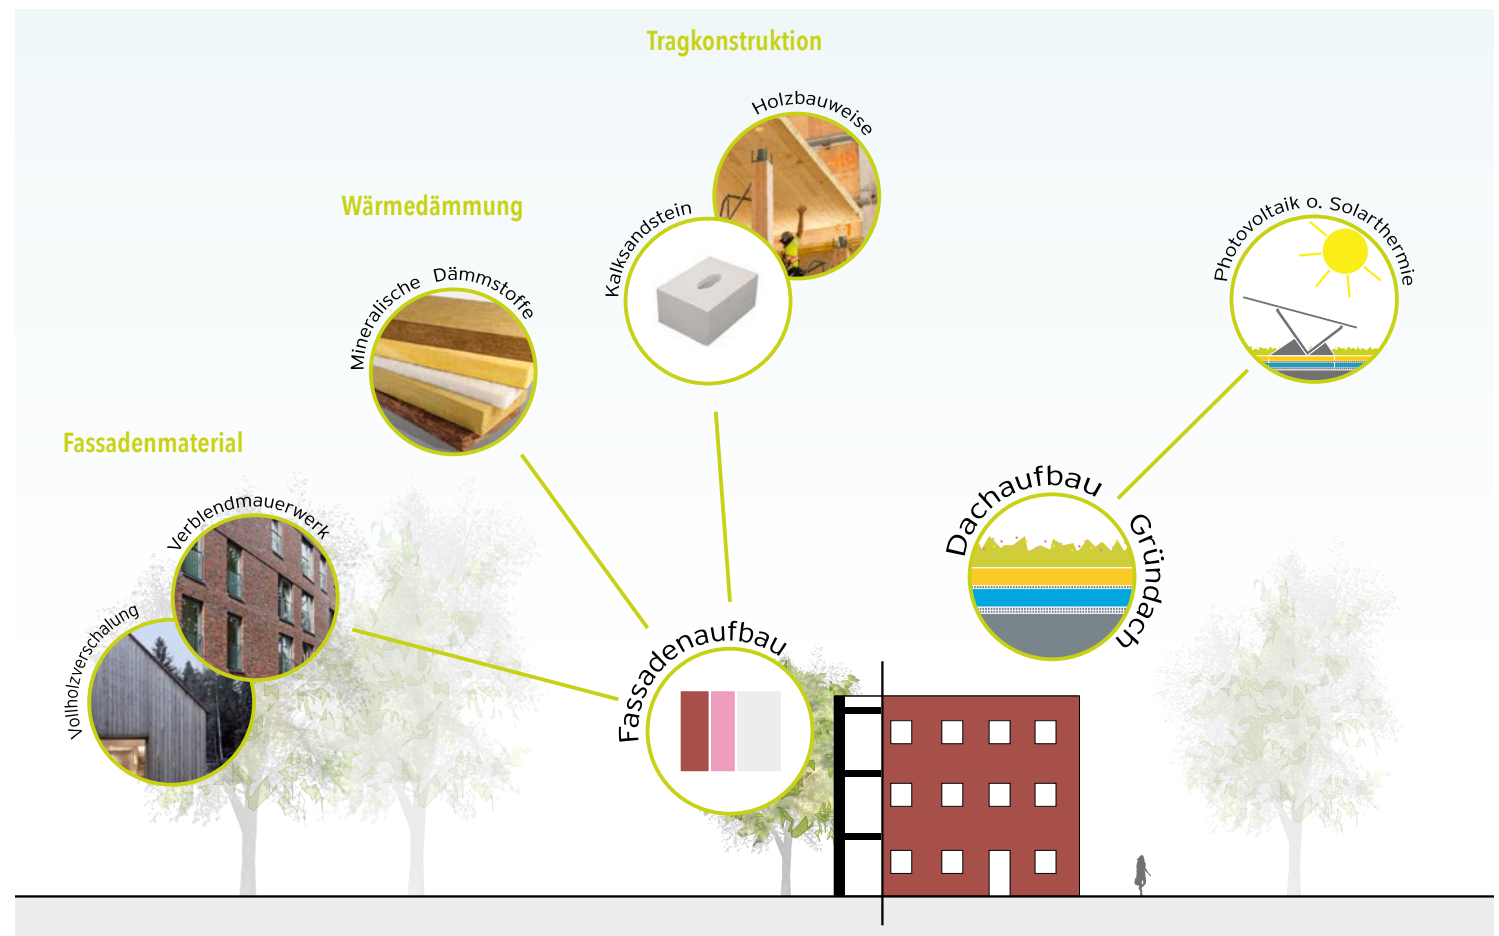 Tragkonstruktion
Holzbauweise
Kalksandstein
Wärmedämmung
Mineralische Dämmstoffe
Photovoltaik o. Solarthermie
Fassadenmaterial
Verblendmauerwerk
Vollholzverschalung
Dachaufbau
Gründach
Fassadenaufbau